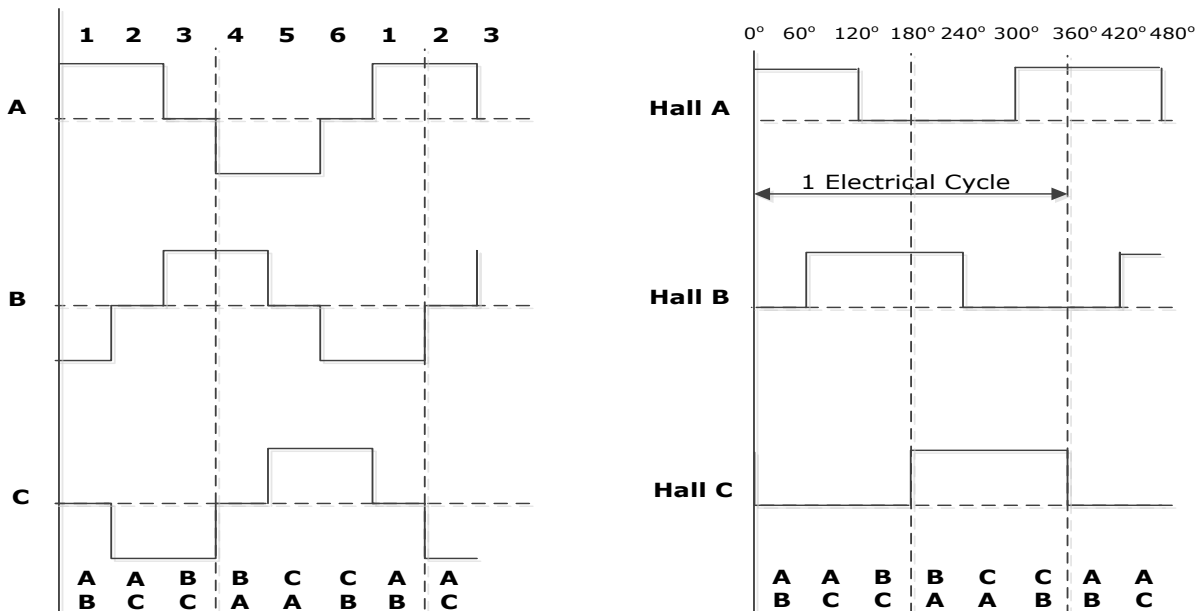 1 2 3 4 5 6 1 2 3
A
B
C
A A B B C C A A
B C C A A B B C
0° 60° 120° 180° 240° 300° 360° 420° 480°
Hall A
1 Electrical Cycle
Hall B
Hall C
A A B B C C A A
B C C A A B B C